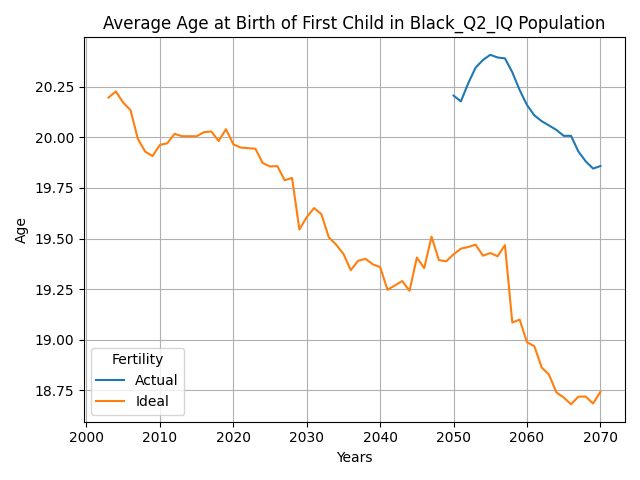 Average Age at Birth of First Child in Black_Q2_IQ Population
20.25
20.00
19.75
19.50
19.25
19.00
18.75
Age
Fertility
Actual
Ideal
2000 2010 2020 2030 2040 2050 2060 2070
Years